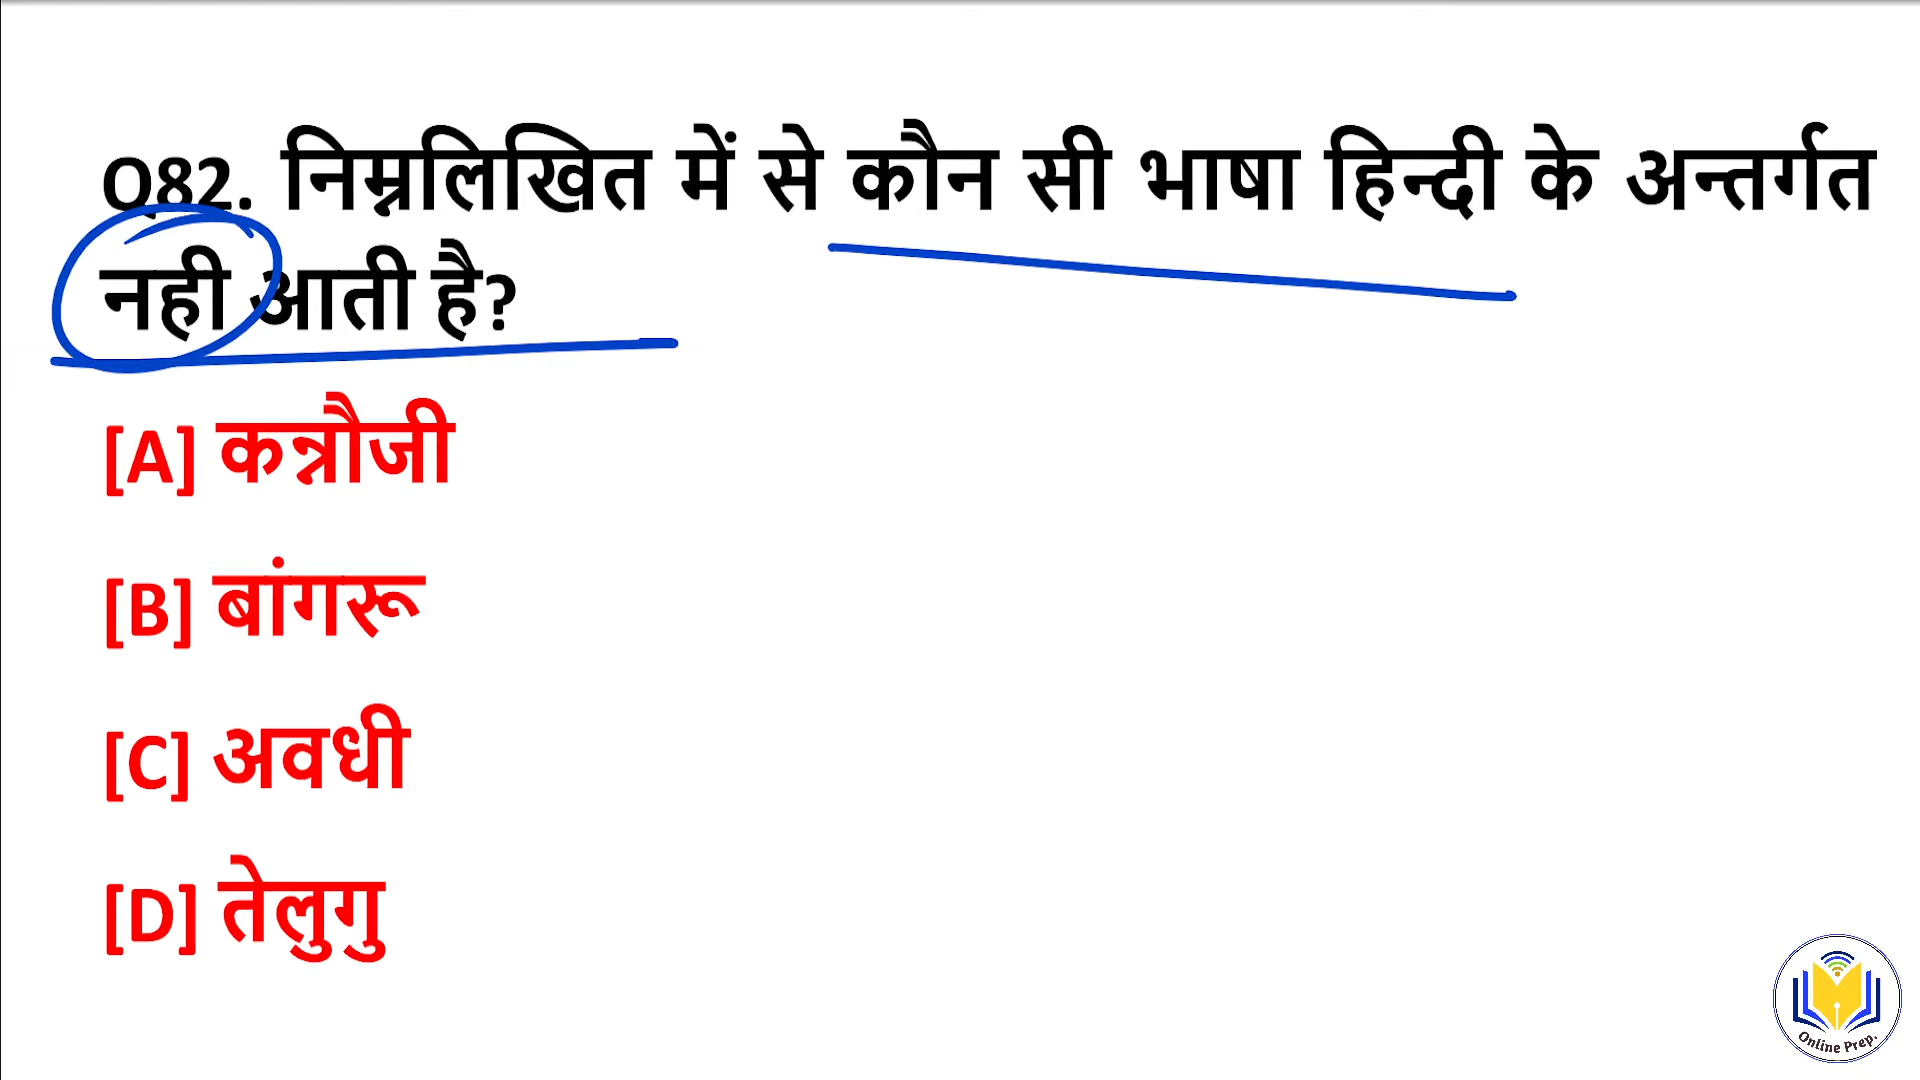 Q82. निम्नलिखित में से कौन सी भाषा हिन्दी के अन्तर्गत
नही आती है?
[A] कन्नौजी
[B] बांगरू
[C] अवधी
[D] तेलुगु
Online Prep.